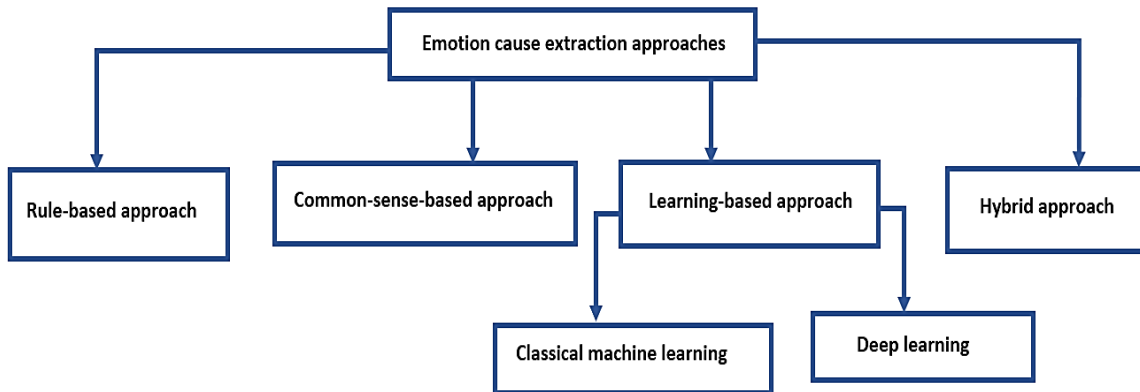 Emotion cause extraction approaches
Rule-based approach
Common-sense-based approach
Learning-based approach
Hybrid approach
Classical machine learning
Deep learning